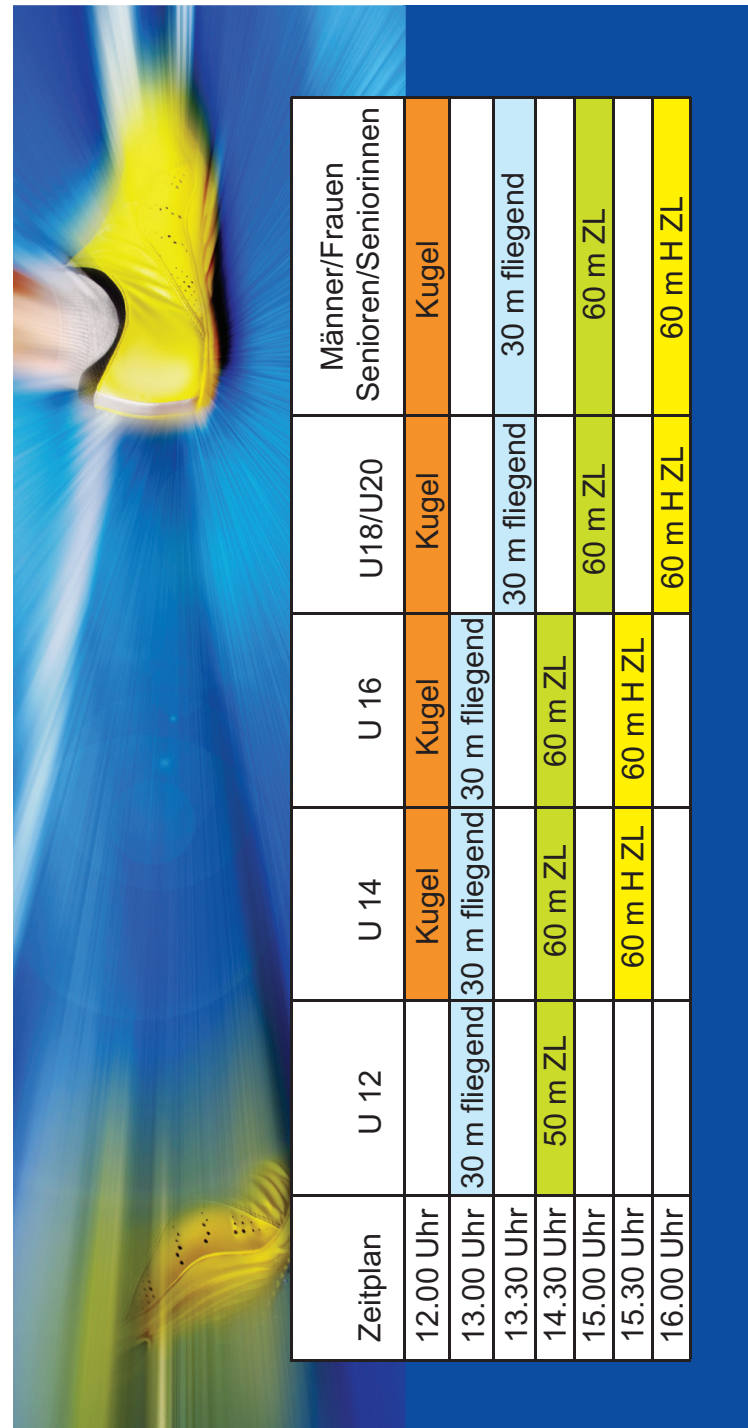 Zeitplan U 12 U 14 U 16 U18/U20 Männer/Frauen Senioren/Seniorinnen
12.00 Uhr Kugel Kugel Kugel Kugel
13.00 Uhr 30 m fliegend 30 m fliegend 30 m fliegend
13.30 Uhr 30 m fliegend 30 m fliegend
14.30 Uhr 50 m ZL 60 m ZL 60 m ZL
15.00 Uhr 60 m ZL 60 m ZL
15.30 Uhr 60 m H ZL 60 m H ZL
16.00 Uhr 60 m H ZL 60 m H ZL